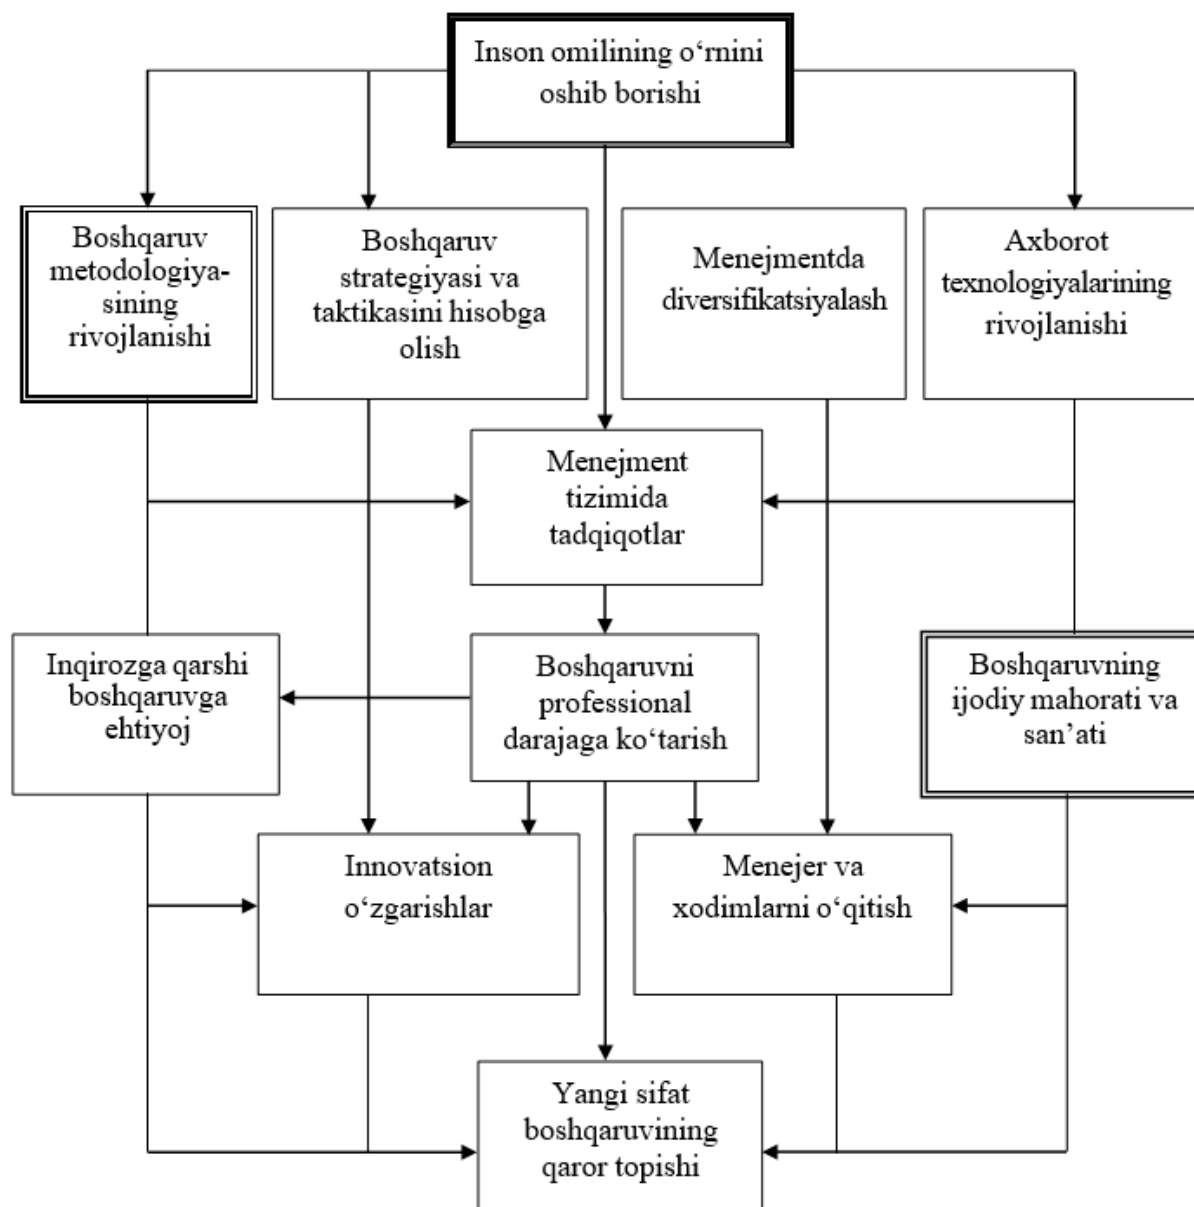 Inson omilining o‘rnini
oshib borishi
Boshqaruv
metodologiya-
sining
rivojlanishi
Boshqaruv
strategiyasi va
taktikasini hisobga
olish
Menejmentda
diversifikatsiyalash
Axborot
texnologiyalarining
rivojlanishi
Menejment
tizimida
tadqiqotlar
Inqirozga qarshi
boshqaruvga
ehtiyoj
Boshqaruvni
professional
darajaga ko‘tarish
Boshqaruvning
ijodiy mahorati va
san’ati
Innovatsion
o‘zgarishlar
Menejer va
xodimlarni o‘qitish
Yangi sifat
boshqaruvining
qaror topishi